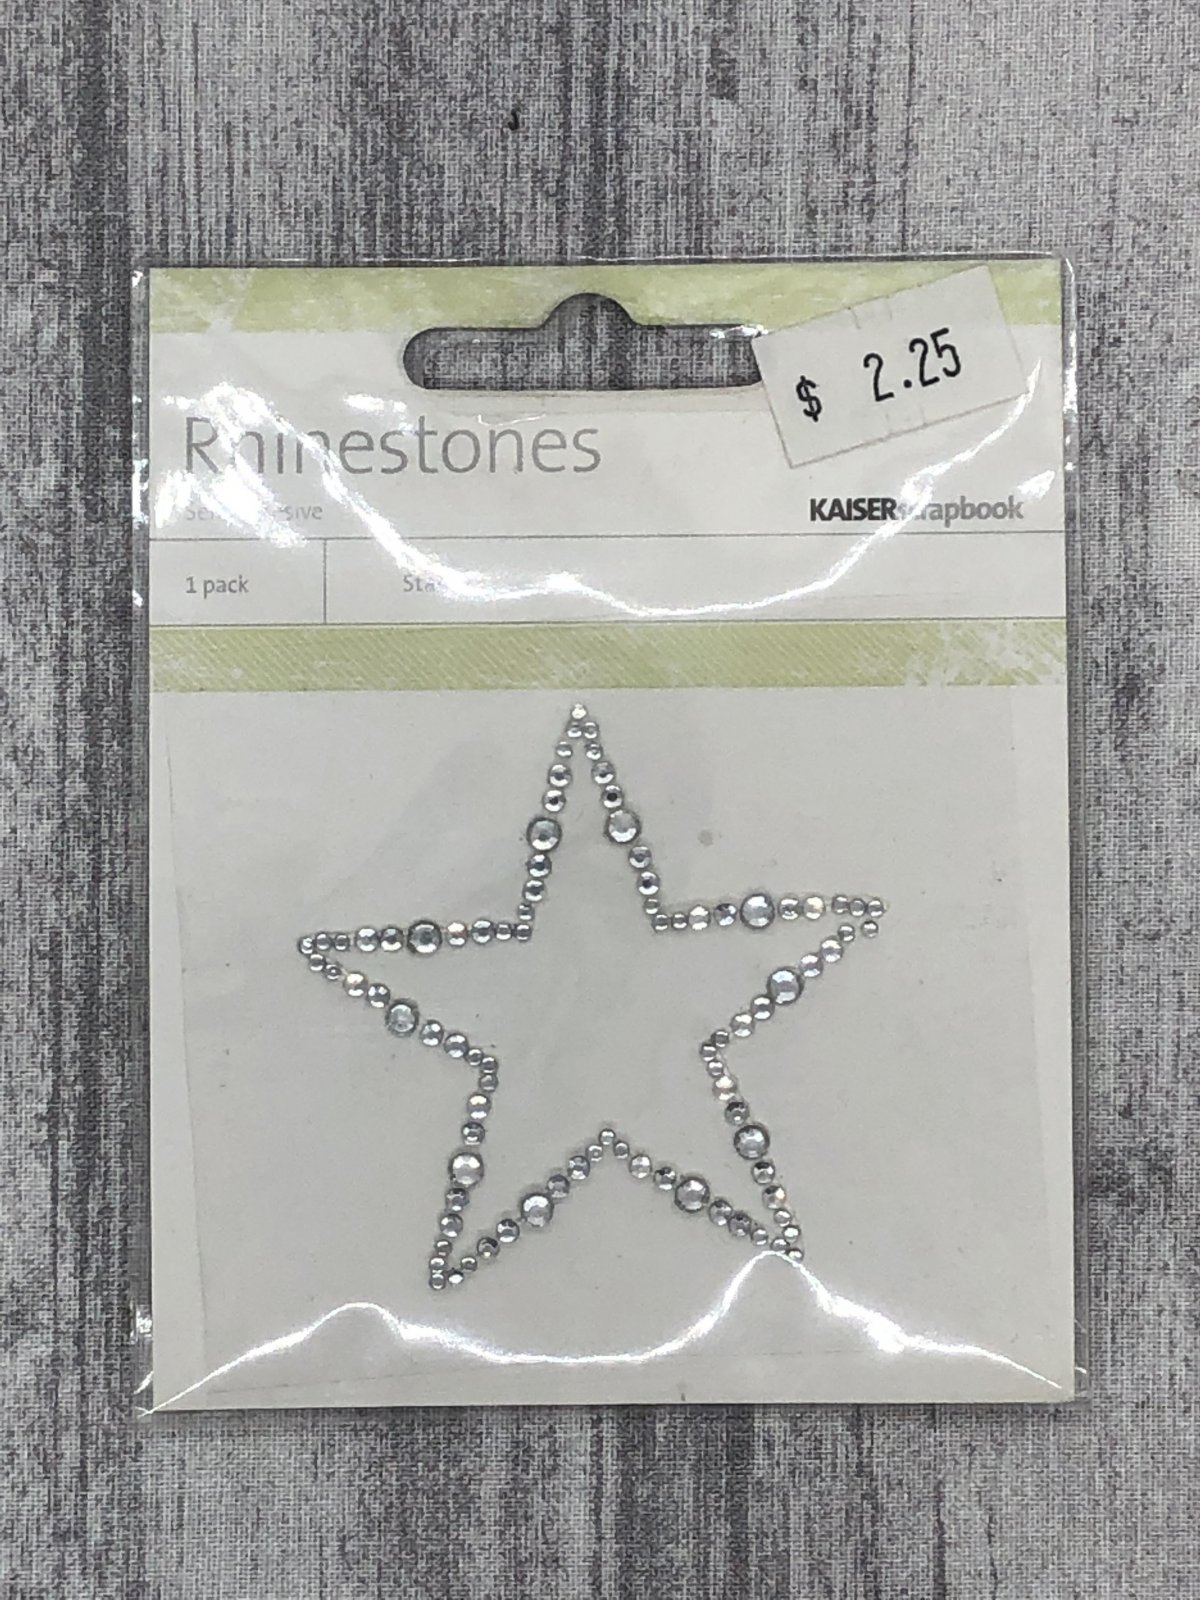 $ 2.25
Rhinestones
KAISERscrapbook
1 pack